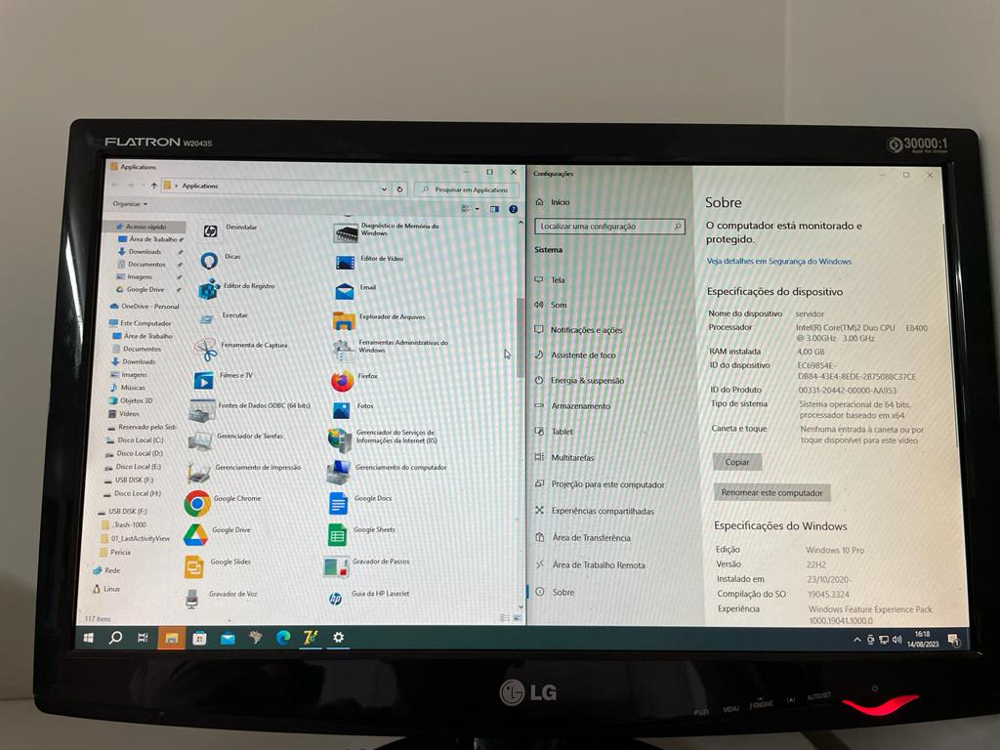 FLATRON W2043S
30000:1
Applications
Applications
Pesquisar em Applications
Organizar
Acesso rápido
Área de Trabalho
Downloads
Documentos
Imagens
Google Drive
OneDrive - Personal
Este Computador
Área de Trabalho
Documentos
Downloads
Imagens
Músicas
Objetos 3D
Vídeos
Reservado pelo Sist
Disco Local (C:)
Disco Local (D:)
Disco Local (E:)
USB DISK (F:)
Disco Local (H:)
USB DISK (F:)
.Trash-1000
01_LastActivityView
Pericia
Rede
Linux
117 itens
Desinstalar
Diagnóstico de Memória do
Windows
Dicas
Editor de Vídeo
Editor do Registro
Email
Executar
Explorador de Arquivos
Ferramenta de Captura
Ferramentas Administrativas do
Windows
Filmes e TV
Firefox
Fontes de Dados ODBC (64 bits)
Fotos
Gerenciador de Tarefas
Gerenciador do Serviços de
Informações da Internet (IIS)
Gerenciamento de Impressão
Gerenciamento do computador
Google Chrome
Google Docs
Google Drive
Google Sheets
Google Slides
Gravador de Passos
Gravador de Voz
Guia da HP LaserJet
Configurações
Início
Localizar uma configuração
Sistema
Tela
Som
Notificações e ações
Assistente de foco
Energia & suspensão
Armazenamento
Tablet
Multitarefas
Projeção para este computador
Experiências compartilhadas
Área de Transferência
Área de Trabalho Remota
Sobre
Sobre
O computador está monitorado e
protegido.
Veja detalhes em Segurança do Windows
Especificações do dispositivo
Nome do dispositivo servidor
Processador Intel(R) Core(TM)2 Duo CPU E8400
@ 3.00GHz 3.00 GHz
RAM instalada 4,00 GB
ID do dispositivo EC69854E-
DB84-43E4-8EDE-2B75088C37CE
ID do Produto 00331-20442-00000-AA953
Tipo de sistema Sistema operacional de 64 bits,
processador baseado em x64
Caneta e toque Nenhuma entrada à caneta ou por
toque disponível para este vídeo
Copiar
Renomear este computador
Especificações do Windows
Edição Windows 10 Pro
Versão 22H2
Instalado em 23/10/2020
Compilação do SO 19045.3324
Experiência Windows Feature Experience Pack
1000.19041.1000.0
16:18
14/08/2023
LG
FUN MENU f-ENGINE AUTO/SET